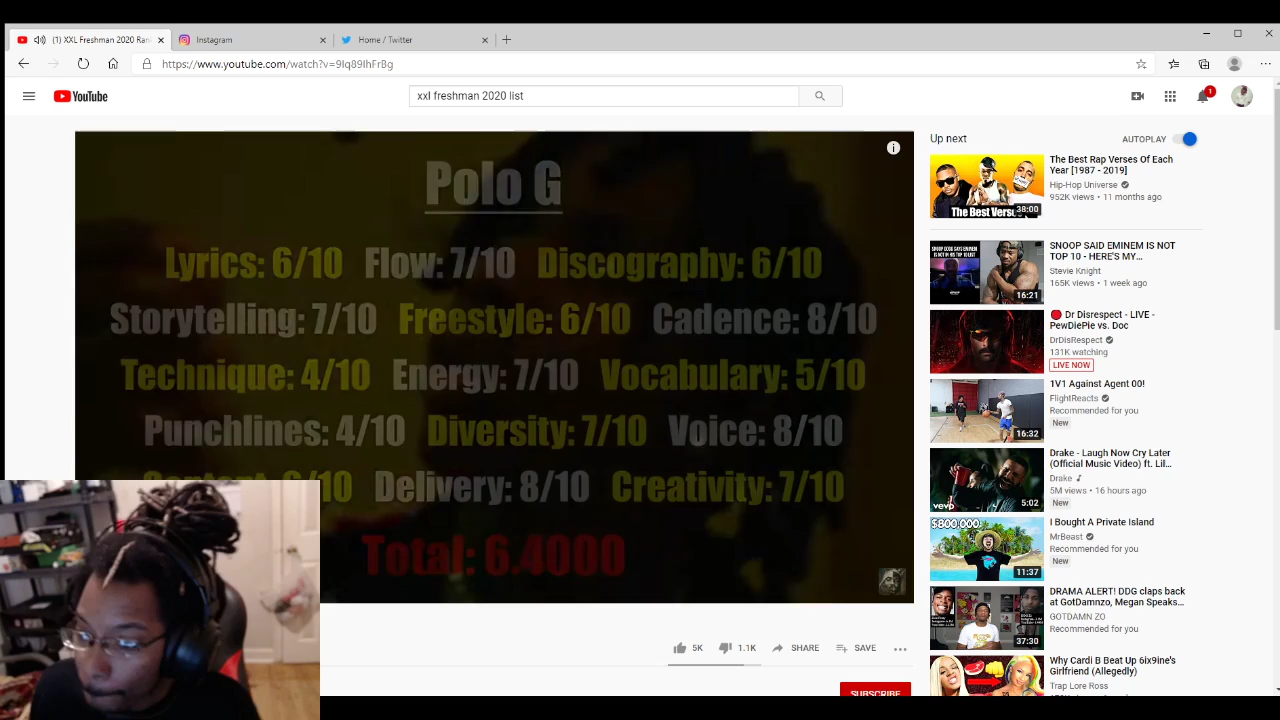 (1) XXL Freshman 2020 Ran
Instagram
Home / Twitter
https://www.youtube.com/watch?v=9Iq89IhFrBg
YouTube
xxl freshman 2020 list
1
Polo G
Lyrics: 6/10 Flow: 7/10 Discography: 6/10
Storytelling: 7/10 Freestyle: 6/10 Cadence: 8/10
Technique: 4/10 Energy: 7/10 Vocabulary: 5/10
Punchlines: 4/10 Diversity: 7/10 Voice: 8/10
/10 Delivery: 8/10 Creativity: 7/10
Total: 6.4000
5K 1.1K SHARE SAVE
SUBSCRIBE
Up next
AUTOPLAY
The Best Rap Verses Of Each
Year [1987 - 2019]
Hip-Hop Universe
952K views • 11 months ago
38:00
The Best Vers
SNOOP SAID EMINEM IS NOT
TOP 10 - HERE'S MY...
Stevie Knight
165K views • 1 week ago
16:21
Dr Disrespect - LIVE -
PewDiePie vs. Doc
DrDisRespect
131K watching
LIVE NOW
1V1 Against Agent 00!
FlightReacts
Recommended for you
New
16:32
Drake - Laugh Now Cry Later
(Official Music Video) ft. Lil...
Drake
5M views • 16 hours ago
New
vevo
5:02
$800,000
I Bought A Private Island
MrBeast
Recommended for you
New
11:37
DRAMA ALERT! DDG claps back
at GotDamnzo, Megan Speaks...
GOTDAMN ZO
Recommended for you
37:30
Why Cardi B Beat Up 6ix9ine's
Girlfriend (Allegedly)
Trap Lore Ross